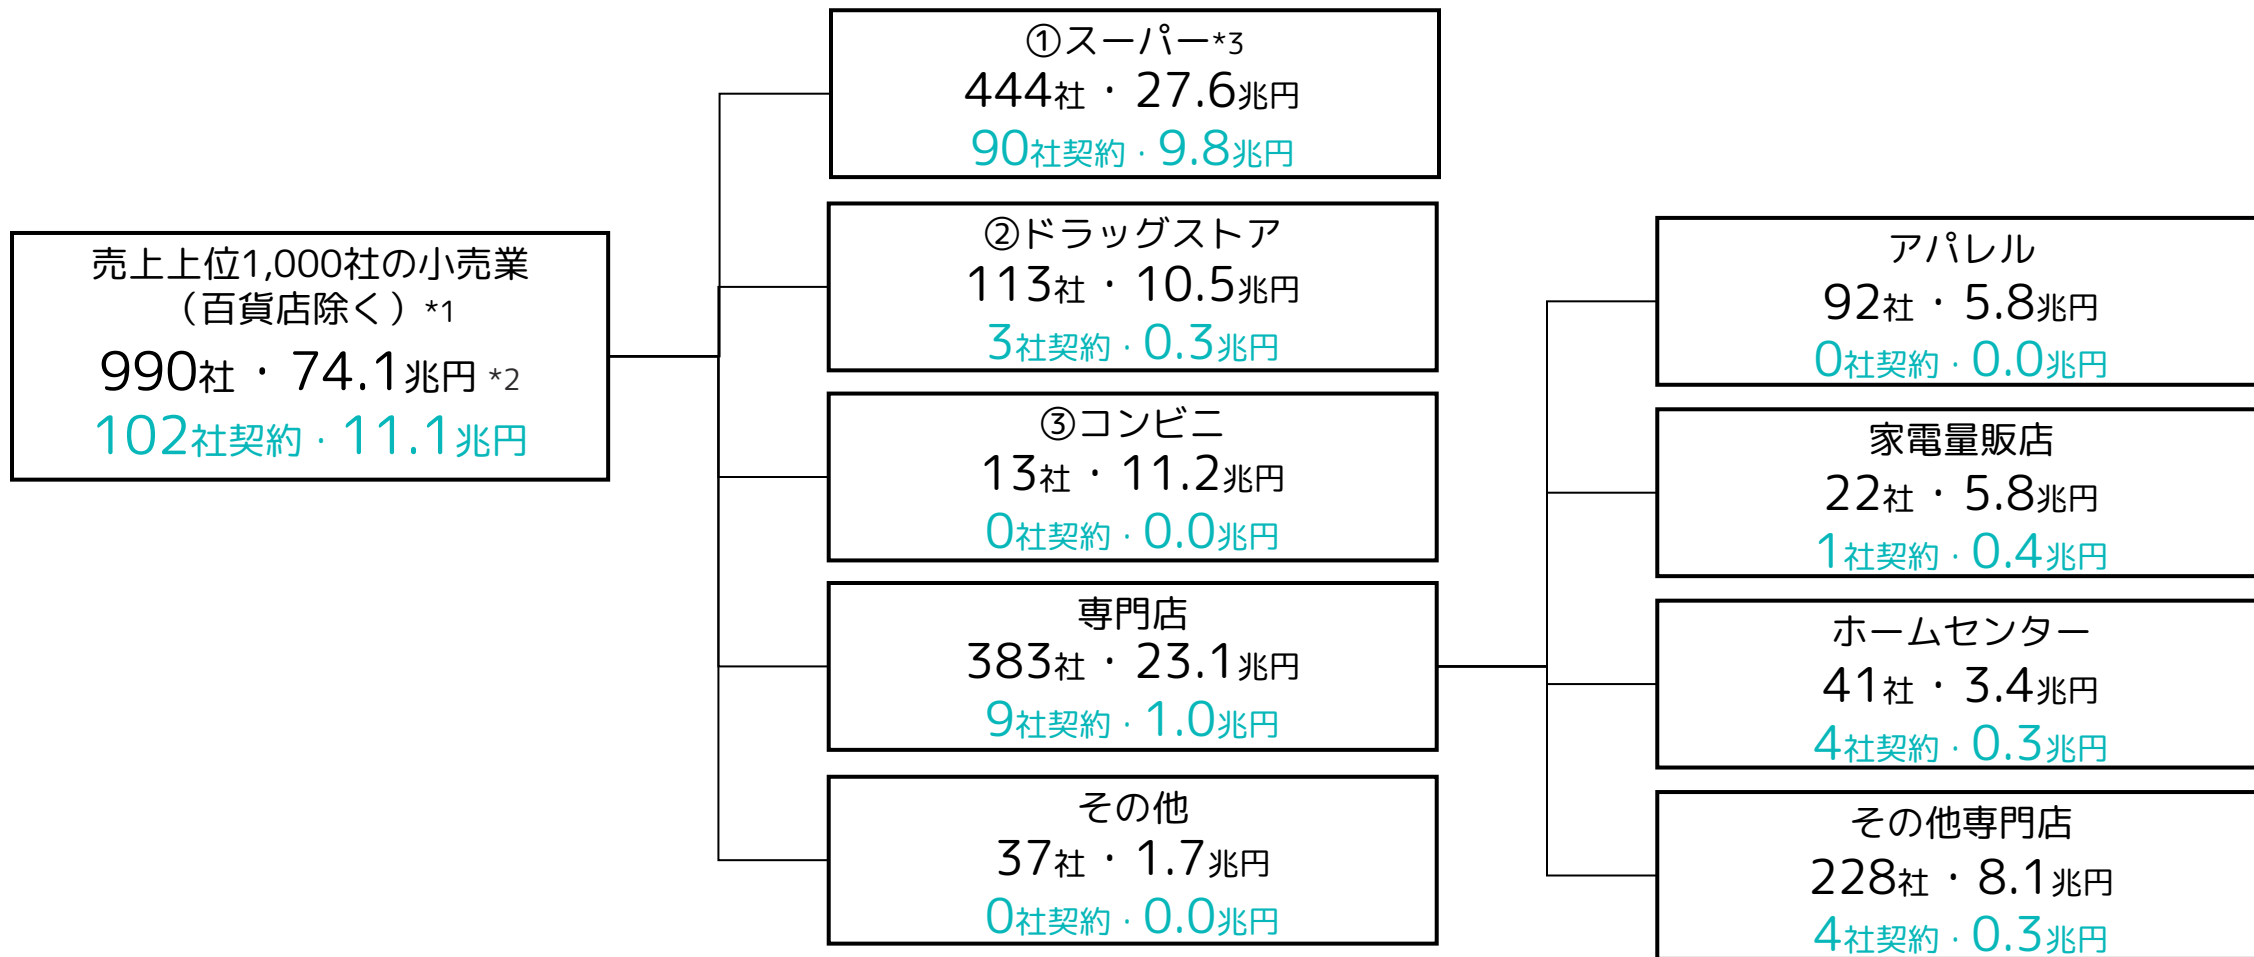 売上上位1,000社の小売業
（百貨店除く）*1
990社・74.1兆円 *2
102社契約・11.1兆円
①スーパー*3
444社・27.6兆円
90社契約・9.8兆円
②ドラッグストア
113社・10.5兆円
3社契約・0.3兆円
③コンビニ
13社・11.2兆円
0社契約・0.0兆円
専門店
383社・23.1兆円
9社契約・1.0兆円
その他
37社・1.7兆円
0社契約・0.0兆円
アパレル
92社・5.8兆円
0社契約・0.0兆円
家電量販店
22社・5.8兆円
1社契約・0.4兆円
ホームセンター
41社・3.4兆円
4社契約・0.3兆円
その他専門店
228社・8.1兆円
4社契約・0.3兆円